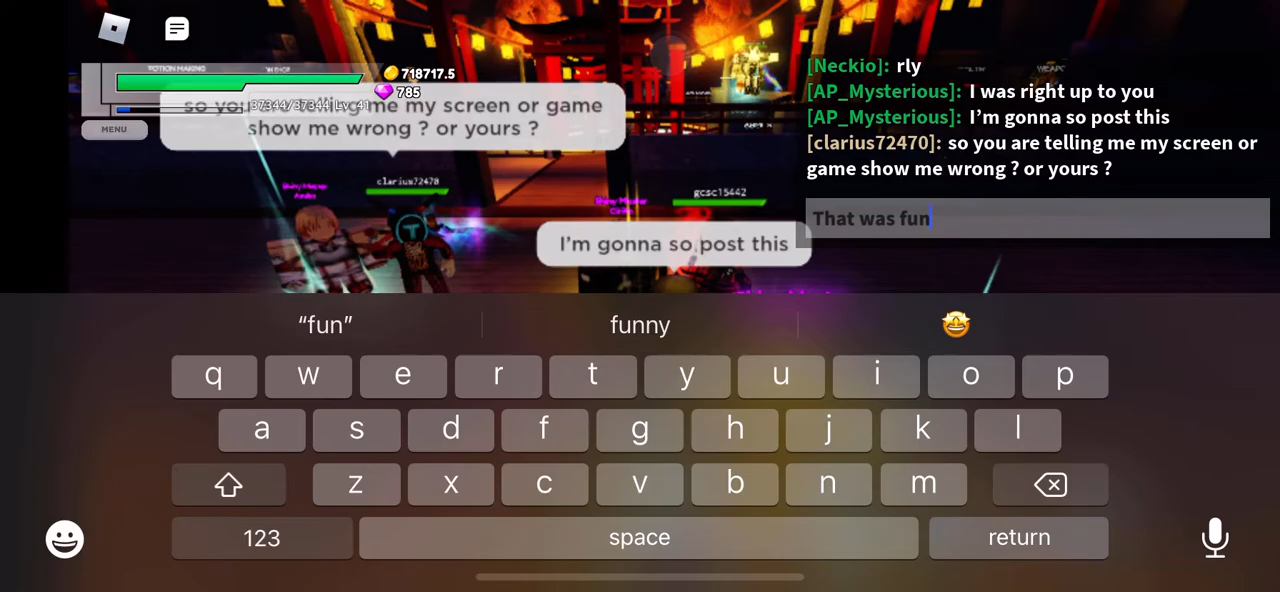 [Neckio]: rly
[AP_Mysterious]: I was right up to you
[AP_Mysterious]: I'm gonna so post this
[clarius72470]: so you are telling me my screen or
game show me wrong ? or yours ?
That was fun
718717.5
785
37344/37344 Lv 41
MENU
so you are telling me my screen or game
show me wrong ? or yours ?
clarius72470
gcsc15442
I'm gonna so post this
“fun” funny 🤩
q w e r t y u i o p
a s d f g h j k l
z x c v b n m
123 space return